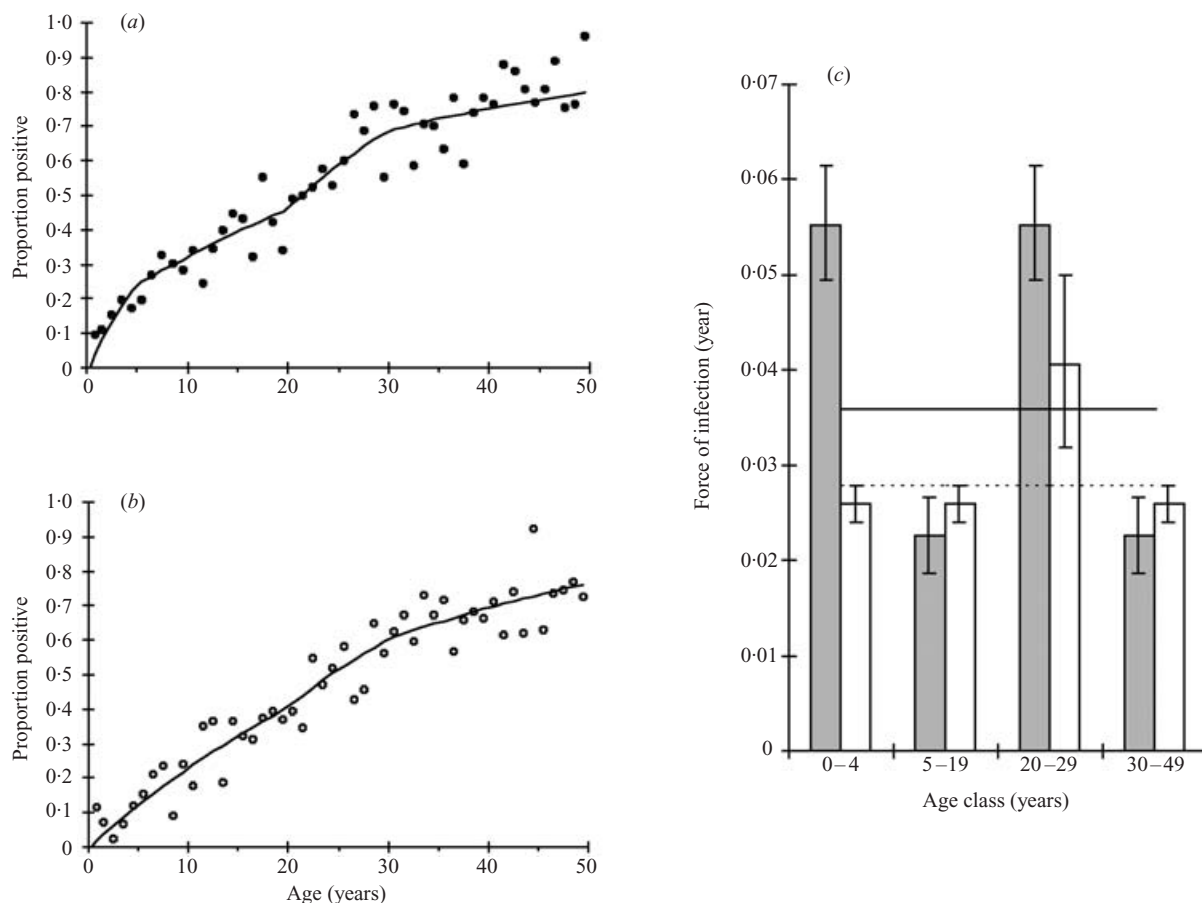 (a)
Proportion positive
1·0
0·9
0·8
0·7
0·6
0·5
0·4
0·3
0·2
0·1
0
0 10 20 30 40 50
(b)
Proportion positive
1·0
0·9
0·8
0·7
0·6
0·5
0·4
0·3
0·2
0·1
0
0 10 20 30 40 50
Age (years)
(c)
Force of infection (year)
0·07
0·06
0·05
0·04
0·03
0·02
0·01
0
0–4 5–19 20–29 30–49
Age class (years)